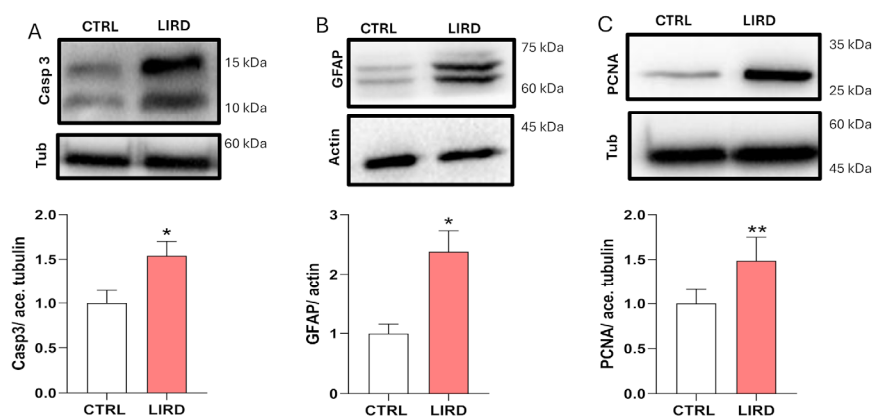 A
CTRL LIRD
Casp 3
15 kDa
10 kDa
Tub
60 kDa
Casp3/ ace. tubulin
2.0
1.5
1.0
0.5
0.0
*
CTRL LIRD
B
CTRL LIRD
GFAP
75 kDa
60 kDa
Actin
45 kDa
GFAP/ actin
3
2
1
0
*
CTRL LIRD
C
CTRL LIRD
PCNA
35 kDa
25 kDa
Tub
60 kDa
45 kDa
PCNA/ ace. tubulin
2.0
1.5
1.0
0.5
0.0
**
CTRL LIRD